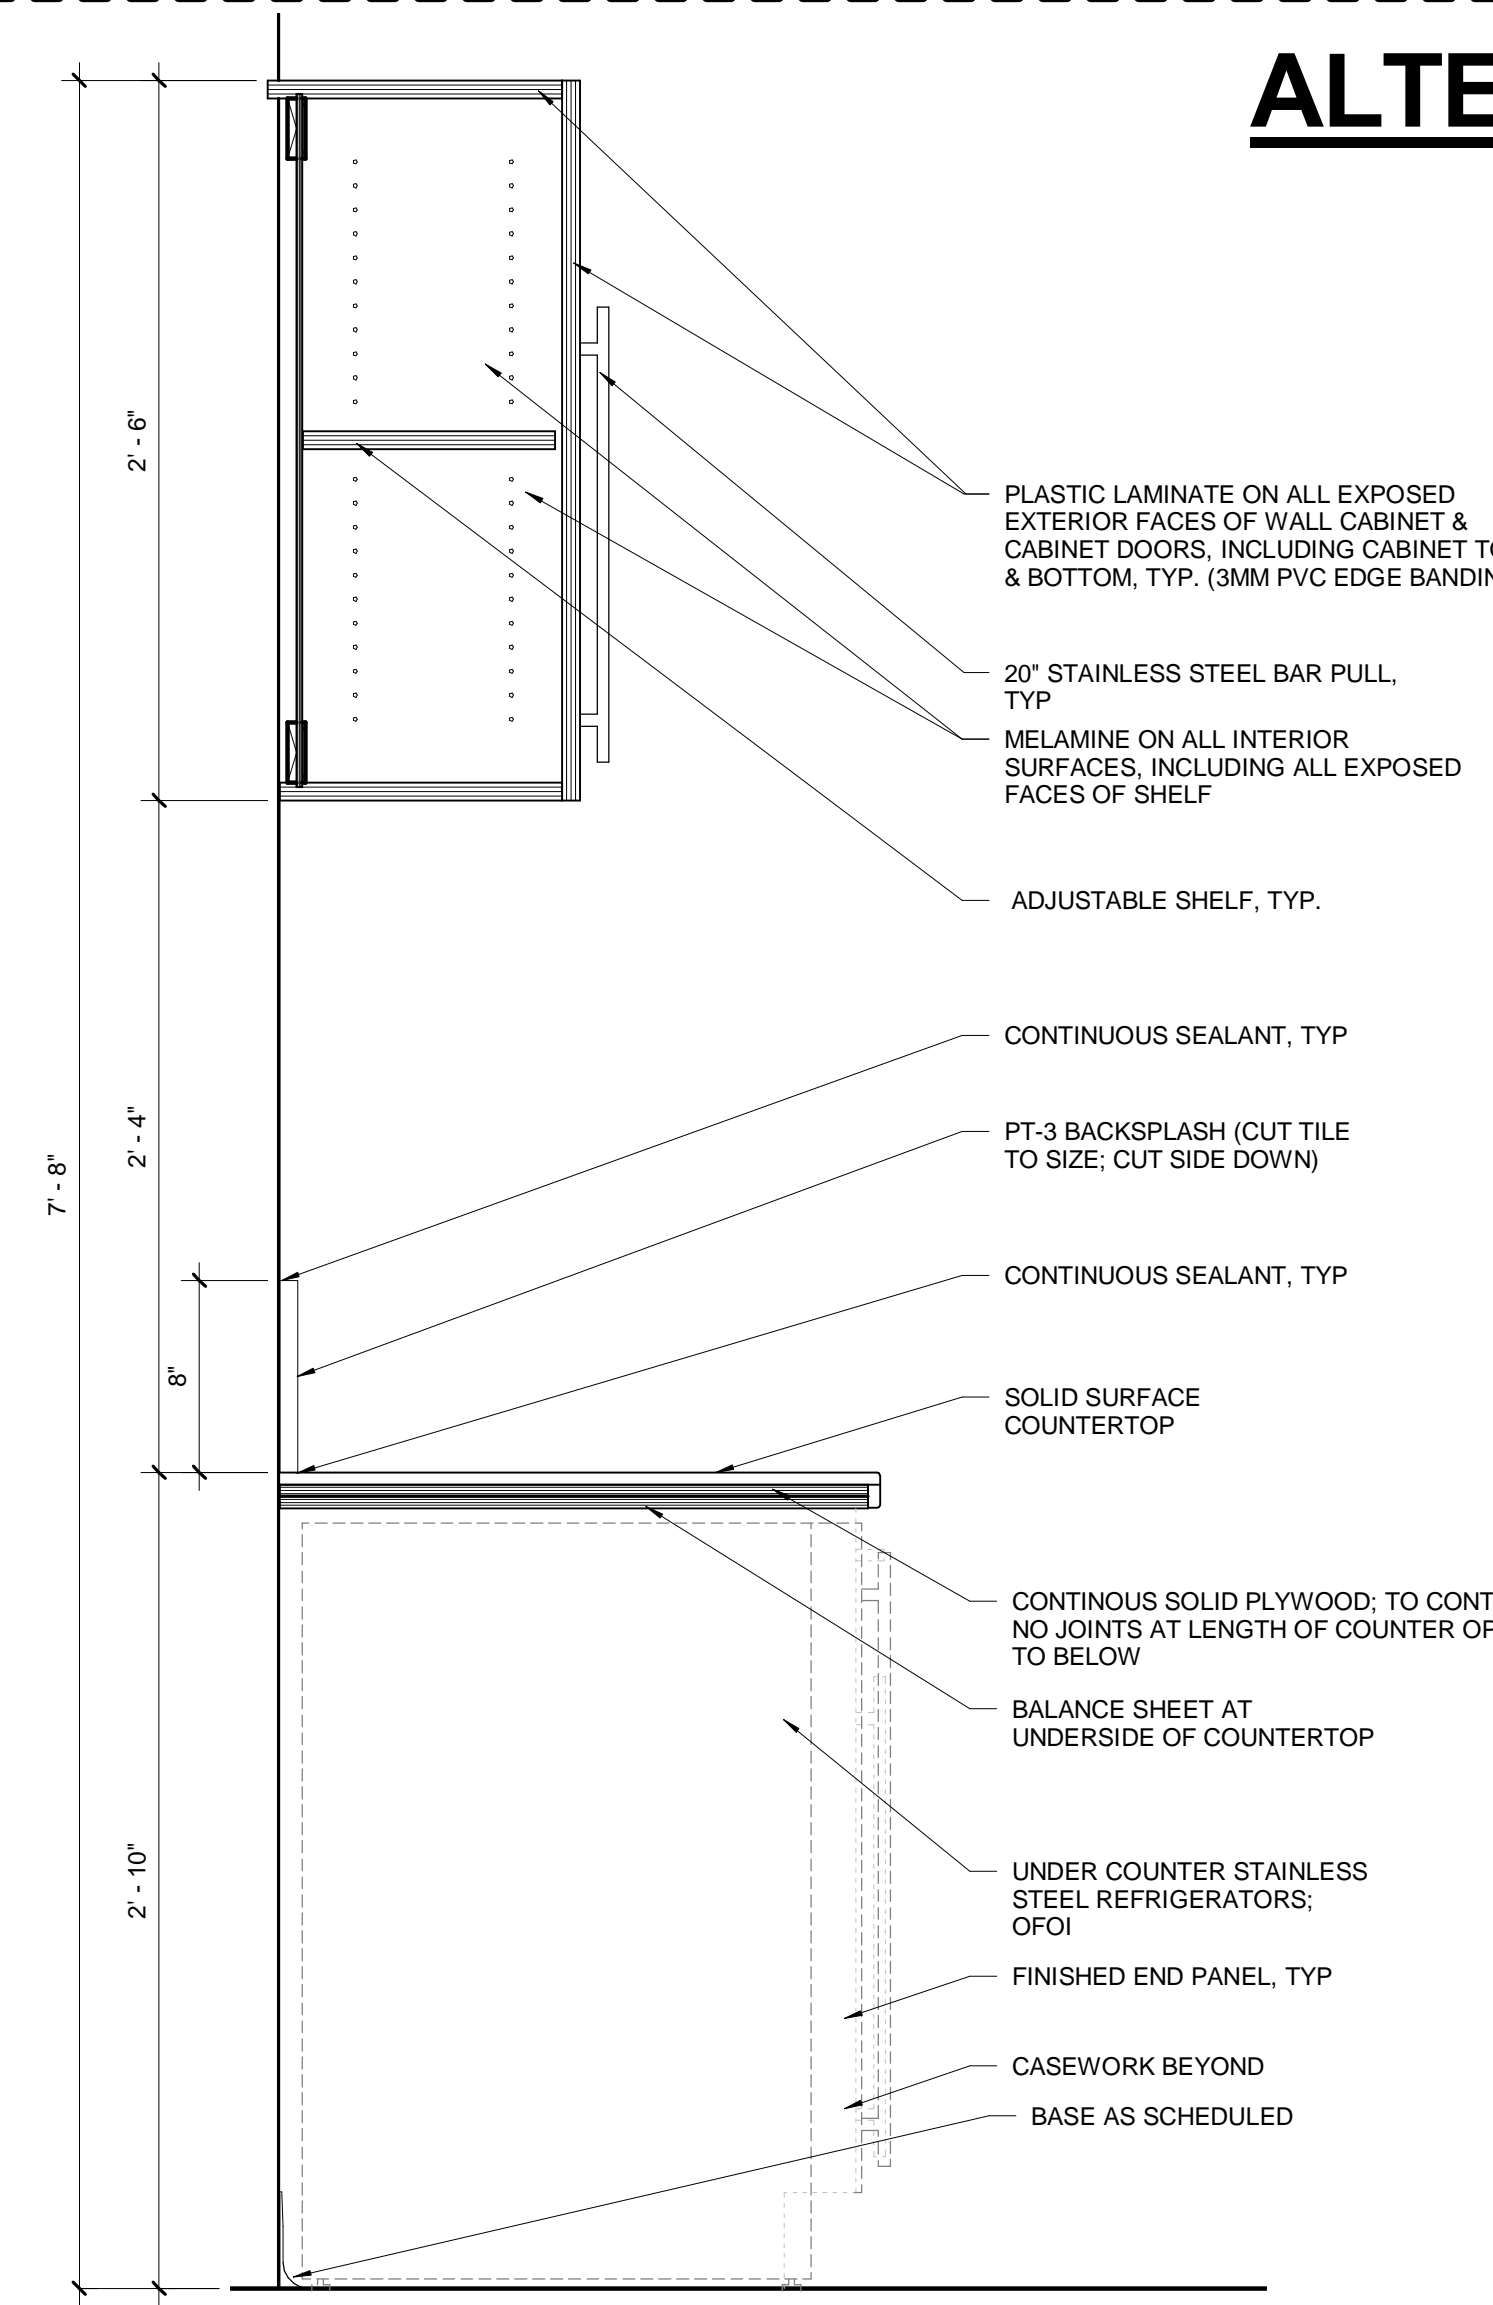 ALTE
2' - 6"
PLASTIC LAMINATE ON ALL EXPOSED
EXTERIOR FACES OF WALL CABINET &
CABINET DOORS, INCLUDING CABINET TO
& BOTTOM, TYP. (3MM PVC EDGE BANDIN
20" STAINLESS STEEL BAR PULL,
TYP
MELAMINE ON ALL INTERIOR
SURFACES, INCLUDING ALL EXPOSED
FACES OF SHELF
ADJUSTABLE SHELF, TYP.
CONTINUOUS SEALANT, TYP
2' - 4"
7' - 8"
PT-3 BACKSPLASH (CUT TILE
TO SIZE; CUT SIDE DOWN)
CONTINUOUS SEALANT, TYP
8"
SOLID SURFACE
COUNTERTOP
CONTINOUS SOLID PLYWOOD; TO CONT
NO JOINTS AT LENGTH OF COUNTER OP
TO BELOW
BALANCE SHEET AT
UNDERSIDE OF COUNTERTOP
2' - 10"
UNDER COUNTER STAINLESS
STEEL REFRIGERATORS;
OFOI
FINISHED END PANEL, TYP
CASEWORK BEYOND
BASE AS SCHEDULED